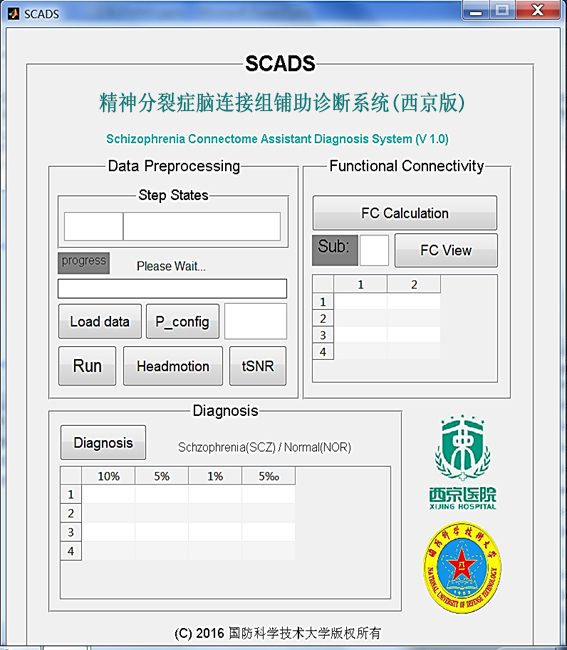 SCADS
SCADS
精神分裂症脑连接组辅助诊断系统(西京版)
Schizophrenia Connectome Assistant Diagnosis System (V 1.0)
Data Preprocessing
Step States
progress
Please Wait...
Load data
P_config
Run
Headmotion
tSNR
Functional Connectivity
FC Calculation
Sub:
FC View
1 2
1
2
3
4
Diagnosis
Diagnosis
Schzophrenia(SCZ) / Normal(NOR)
10% 5% 1% 5‰
1
2
3
4
西京医院
XIJING HOSPITAL
国防科学技术大学
NATIONAL UNIVERSITY OF DEFENSE TECHNOLOGY
1953
(C) 2016 国防科学技术大学版权所有